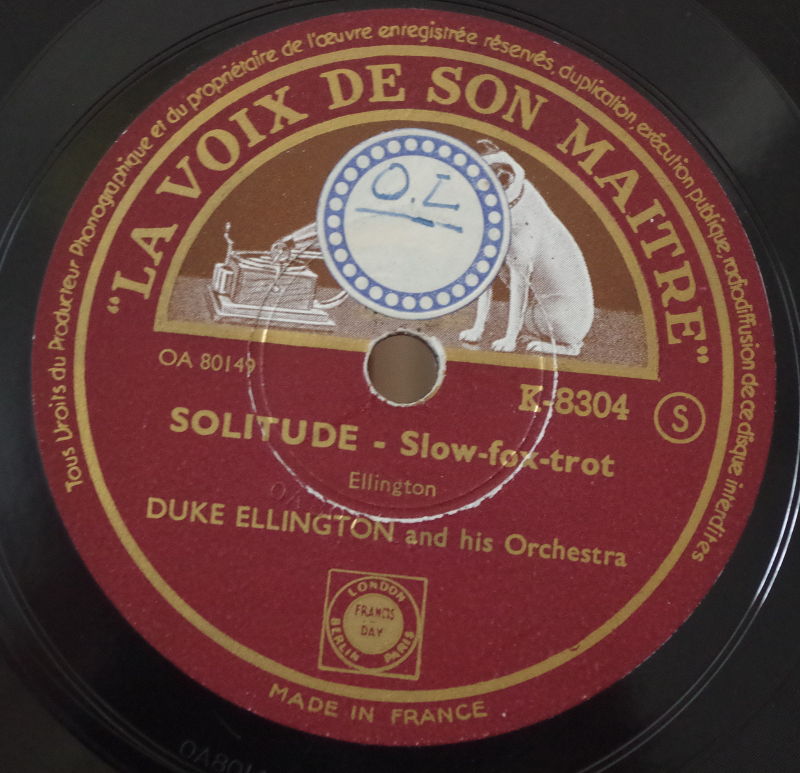 Tous Droits du Producteur Phonographique et du propriétaire de l'œuvre enregistrée réservés, duplication, exécution publique, radiodiffusion de ce disque interdites
"LA VOIX DE SON MAITRE"
O.L
OA 80149
K-8304 S
SOLITUDE - Slow-fox-trot
Ellington
DUKE ELLINGTON and his Orchestra
LONDON
FRANCIS
DAY
BERLIN PARIS
MADE IN FRANCE